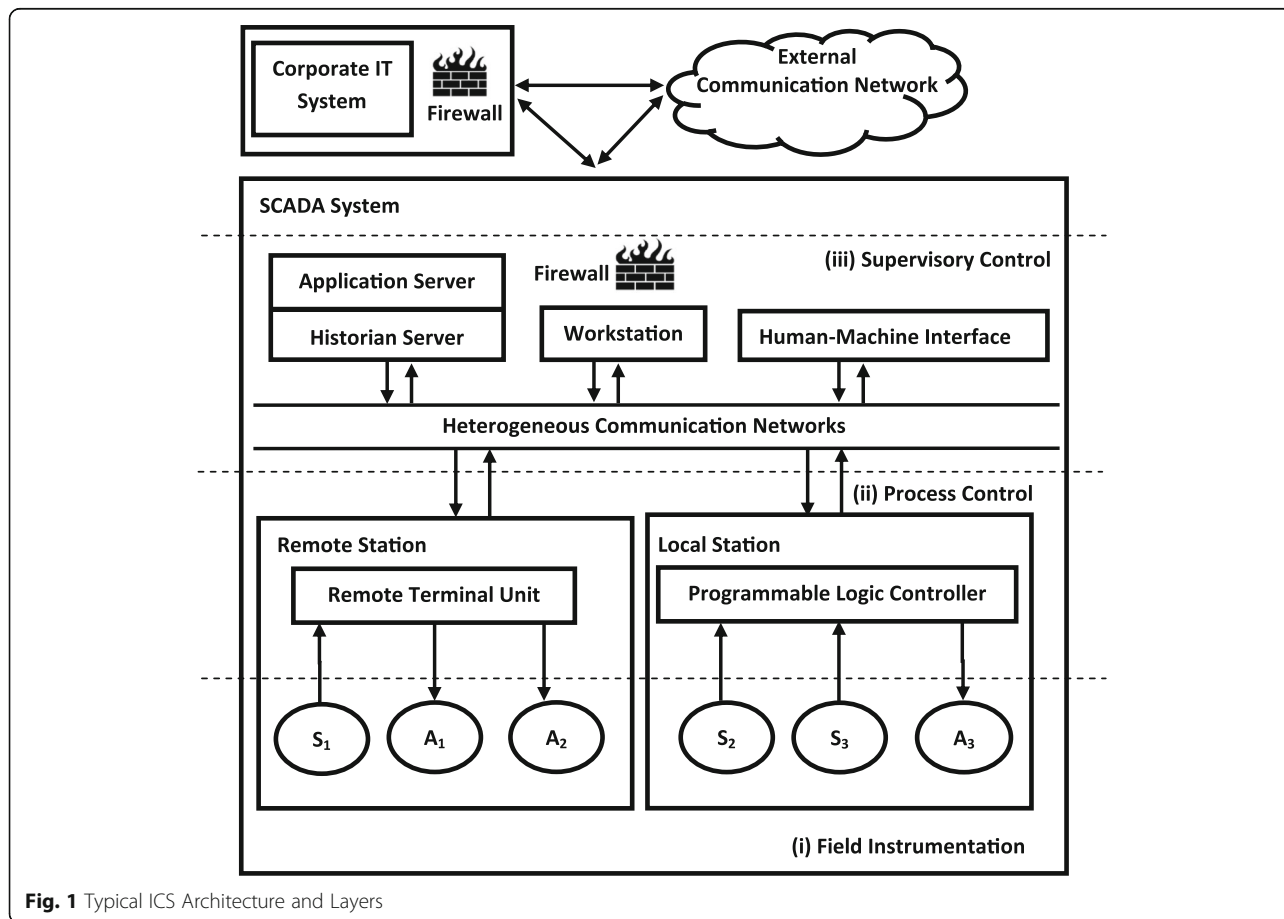 Corporate IT
System
Firewall
External
Communication Network
SCADA System
(iii) Supervisory Control
Application Server
Historian Server
Firewall
Workstation
Human-Machine Interface
Heterogeneous Communication Networks
(ii) Process Control
Remote Station
Remote Terminal Unit
Local Station
Programmable Logic Controller
S₁
A₁
A₂
S₂
S₃
A₃
(i) Field Instrumentation
Fig. 1 Typical ICS Architecture and Layers